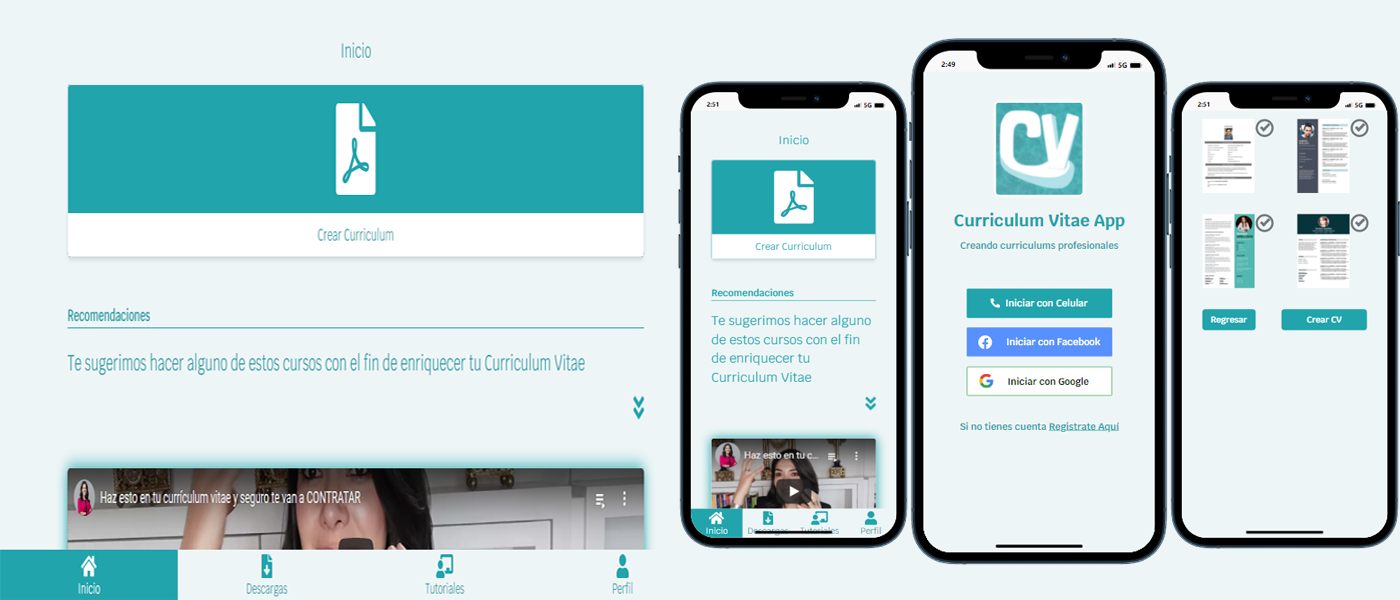 Inicio
Crear Curriculum
Recomendaciones
Te sugerimos hacer alguno de estos cursos con el fin de enriquecer tu Curriculum Vitae
Haz esto en tu currículum vitae y seguro te van a CONTRATAR
Inicio
Descargas
Tutoriales
Perfil
2:51
5G
Inicio
Crear Curriculum
Recomendaciones
Te sugerimos hacer alguno
de estos cursos con el fin
de enriquecer tu
Curriculum Vitae
Haz esto en tu c...
Inicio
Descargas
Tutoriales
Perfil
2:49
5G
CV
Curriculum Vitae App
Creando curriculums profesionales
Iniciar con Celular
Iniciar con Facebook
Iniciar con Google
Si no tienes cuenta Registrate Aquí
2:51
5G
Regresar
Crear CV